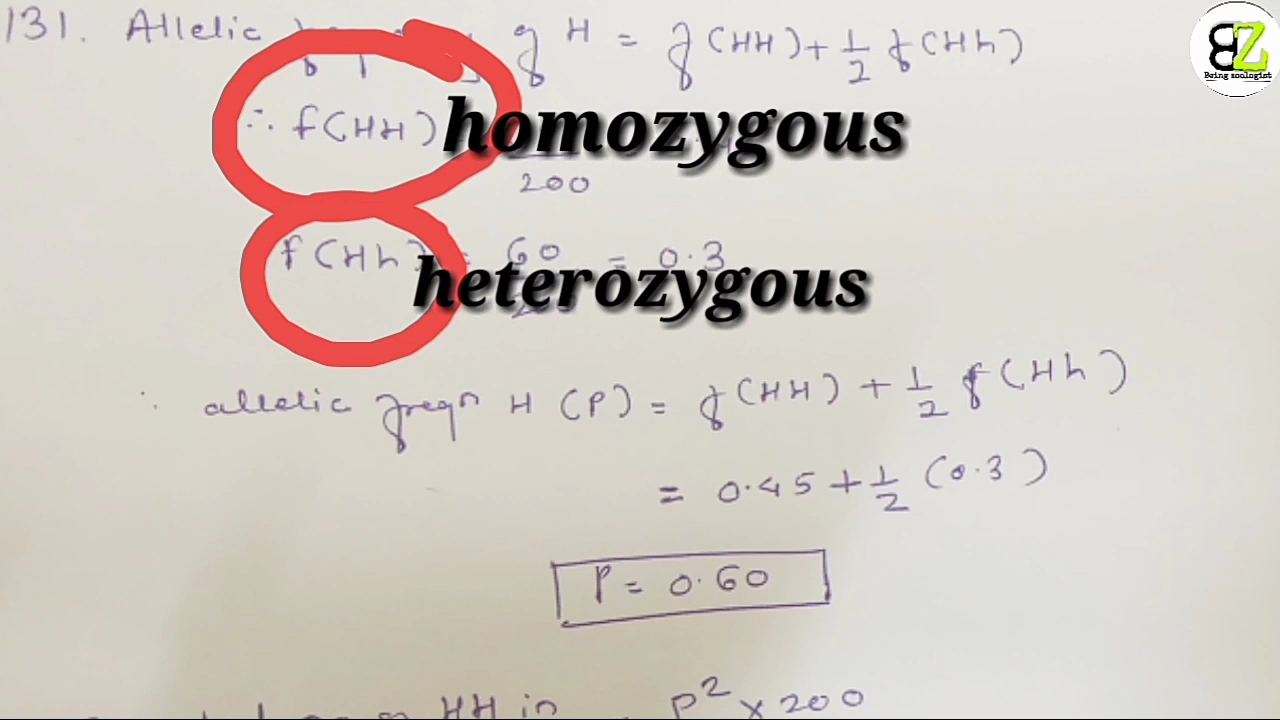 131. Allelic g H = f(HH) + 1/2 f(Hh)
BZ
Being zoologist
∴ f(HH) homozygous
200
f(Hh) = 60 = 0.3
heterozygous
∴ allelic freqn H (P) = f(HH) + 1/2 f(Hh)
= 0.45 + 1/2 (0.3)
P = 0.60
HH in P² × 200